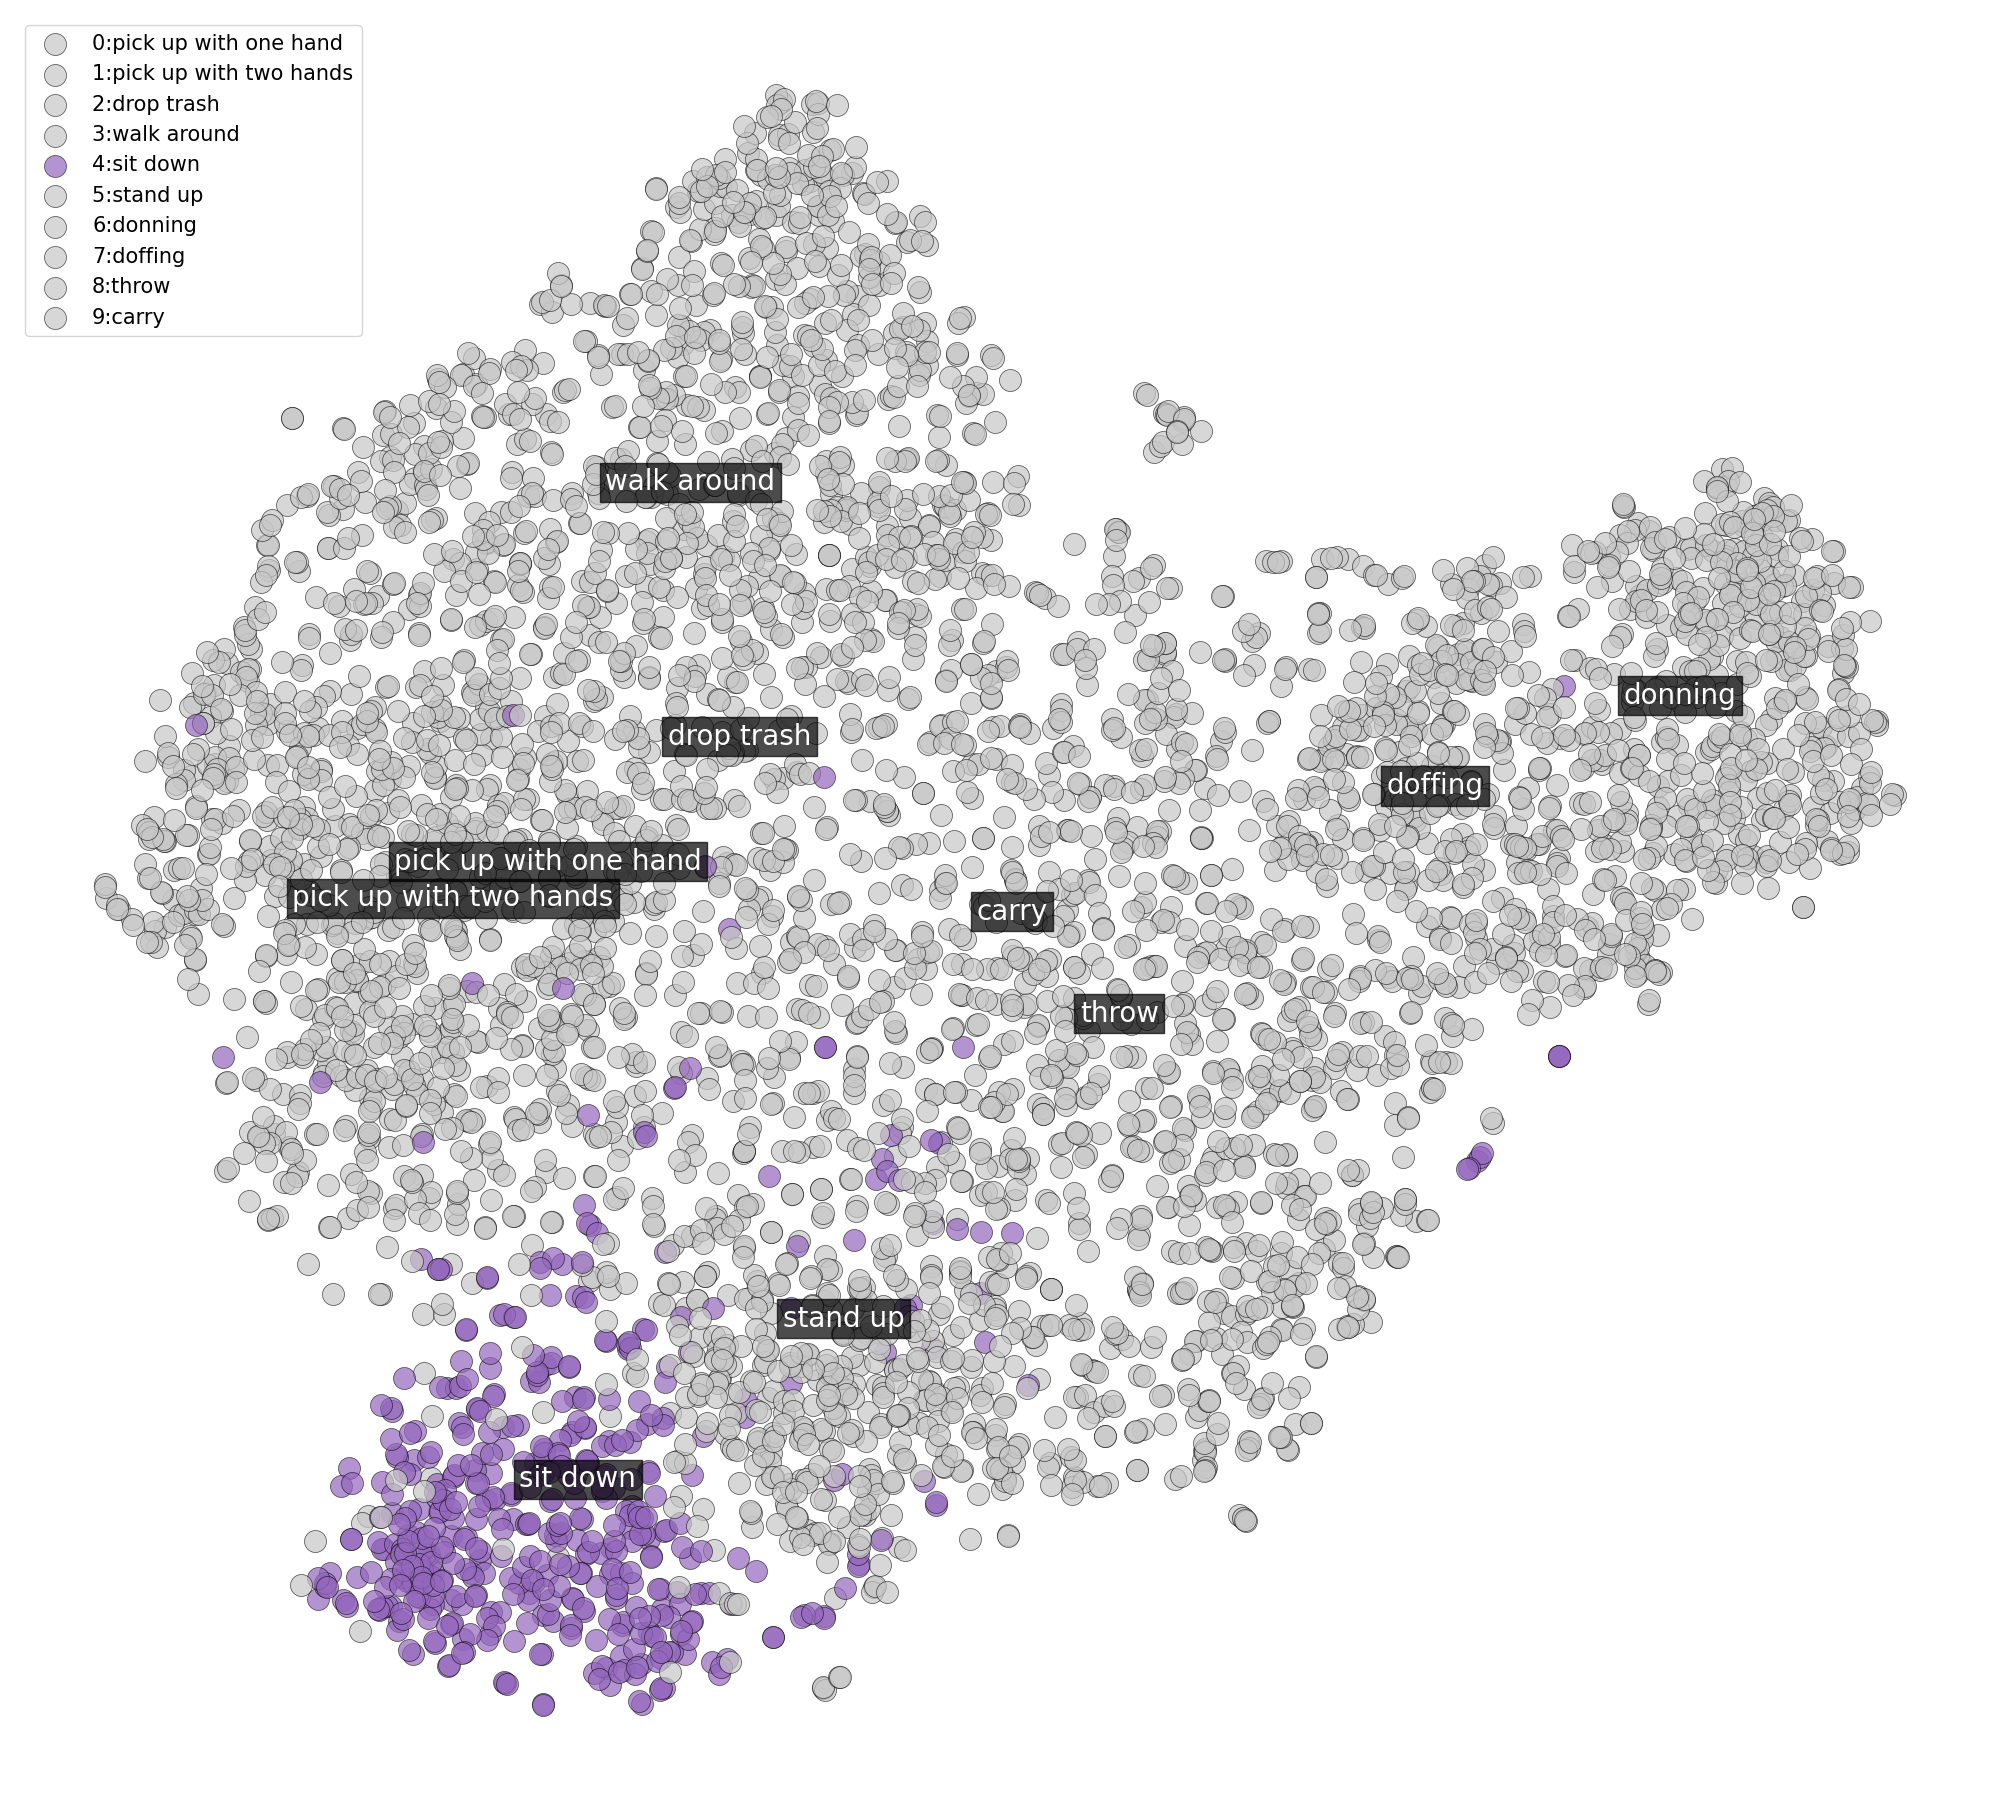 0:pick up with one hand
1:pick up with two hands
2:drop trash
3:walk around
4:sit down
5:stand up
6:donning
7:doffing
8:throw
9:carry
walk around
donning
drop trash
doffing
pick up with one hand
pick up with two hands
carry
throw
stand up
sit down